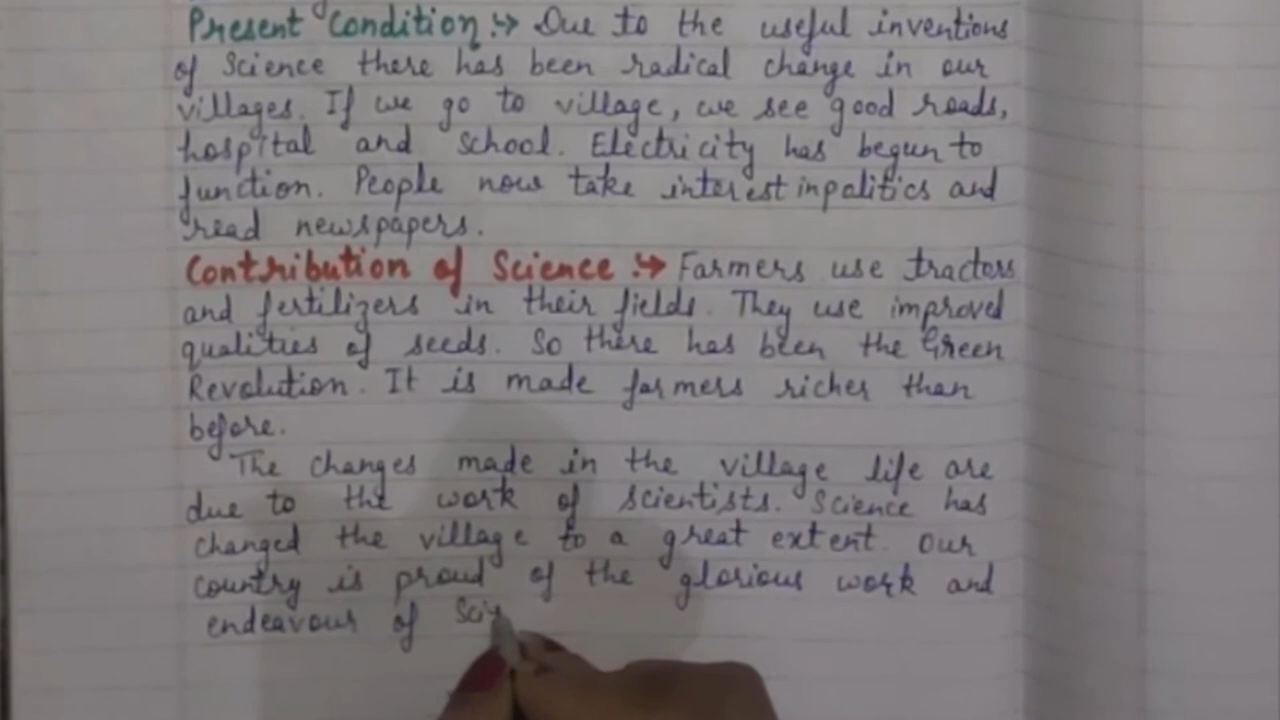 Present Condition :→ Due to the useful inventions
of Science there has been radical change in our
villages. If we go to village, we see good roads,
hospital and school. Electricity has begun to
function. People now take interest in palitics and
read newspapers.
Contribution of Science :→ Farmers use tractors
and fertilizers in their fields. They use improved
qualities of seeds. So there has been the Green
Revolution. It is made farmers richer than
before.
The changes made in the village life are
due to the work of scientists. Science has
changed the village to a great extent. Our
country is proud of the glorious work and
endeavour of Sci